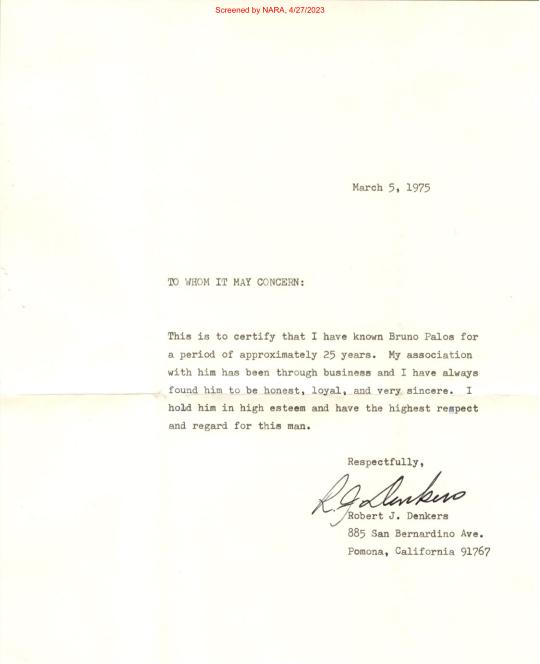 Screened by NARA, 4/27/2023
March 5, 1975
TO WHOM IT MAY CONCERN:
This is to certify that I have known Bruno Palos for
a period of approximately 25 years.  My association
with him has been through business and I have always
found him to be honest, loyal, and very sincere.  I
hold him in high esteem and have the highest respect
and regard for this man.
Respectfully,
R. J. Denkers
Robert J. Denkers
885 San Bernardino Ave.
Pomona, California 91767